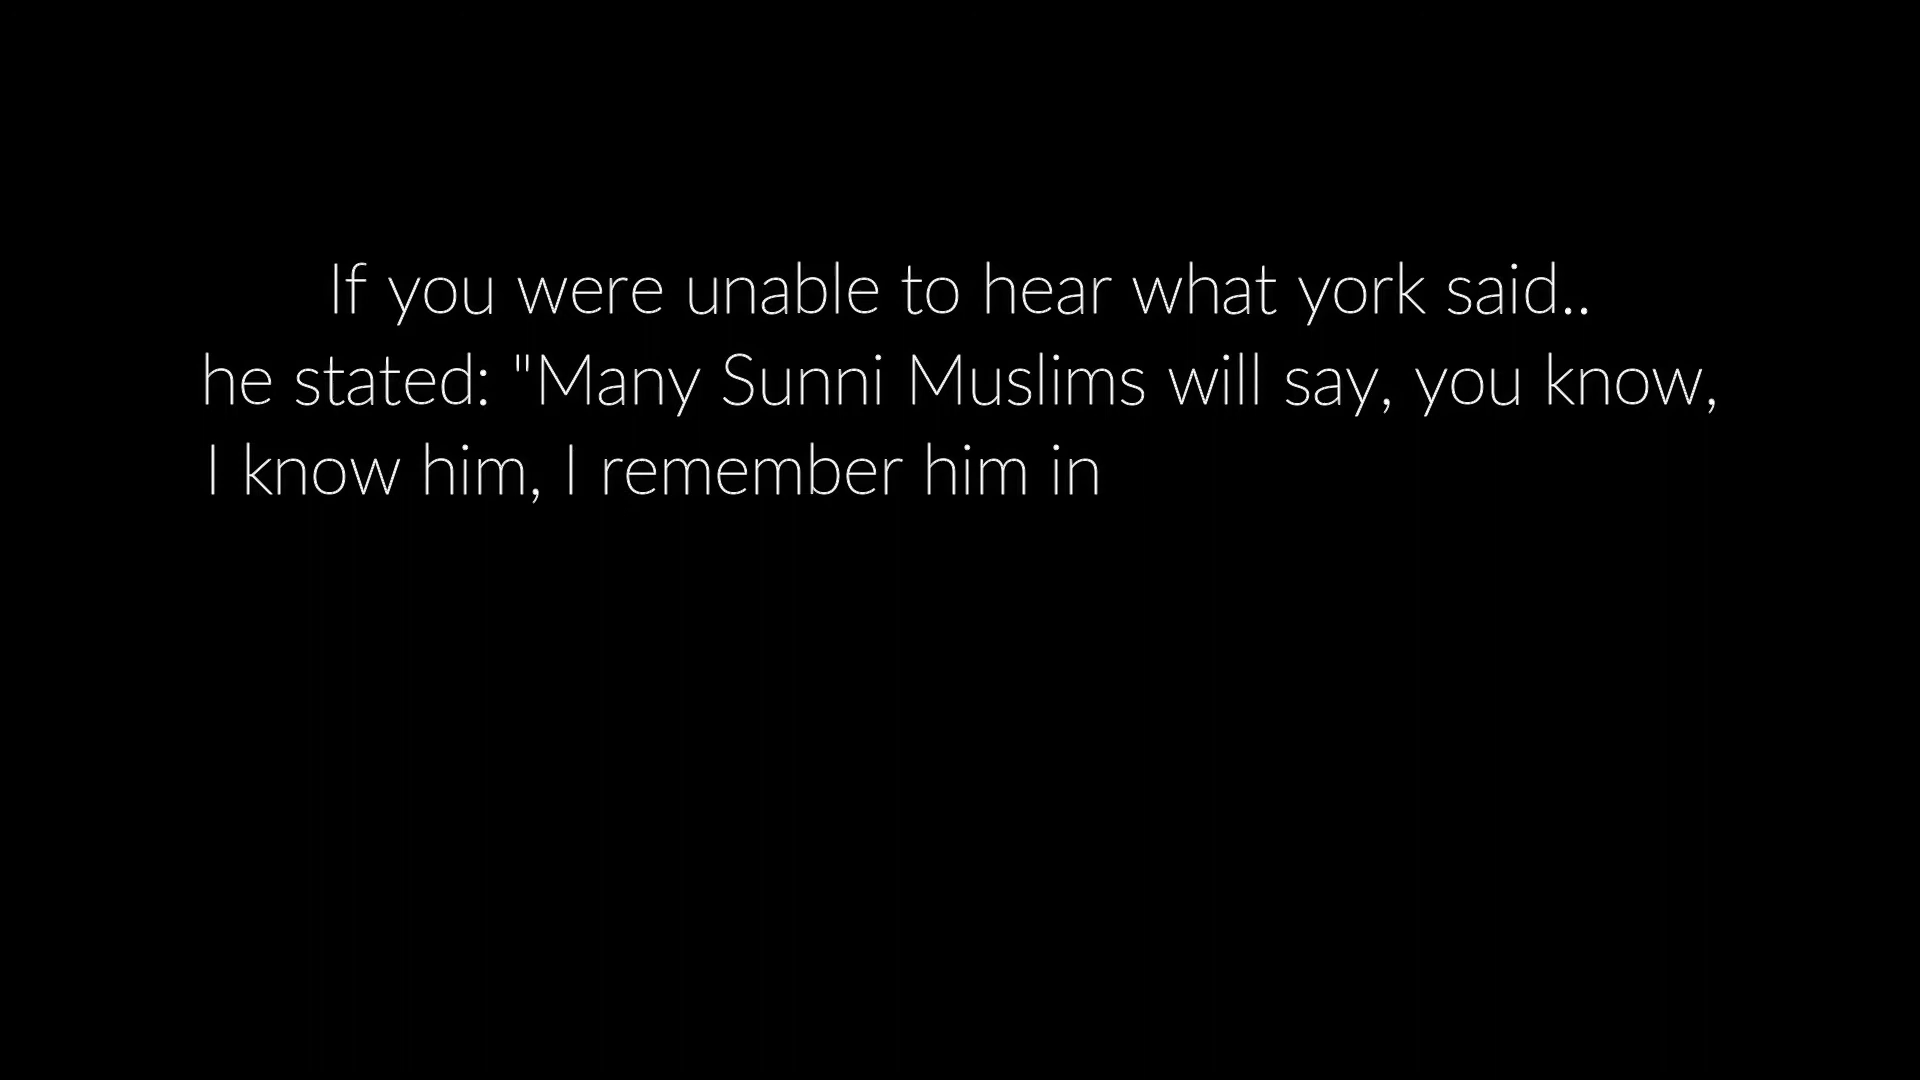 If you were unable to hear what york said..
he stated: "Many Sunni Muslims will say, you know,
I know him, I remember him in